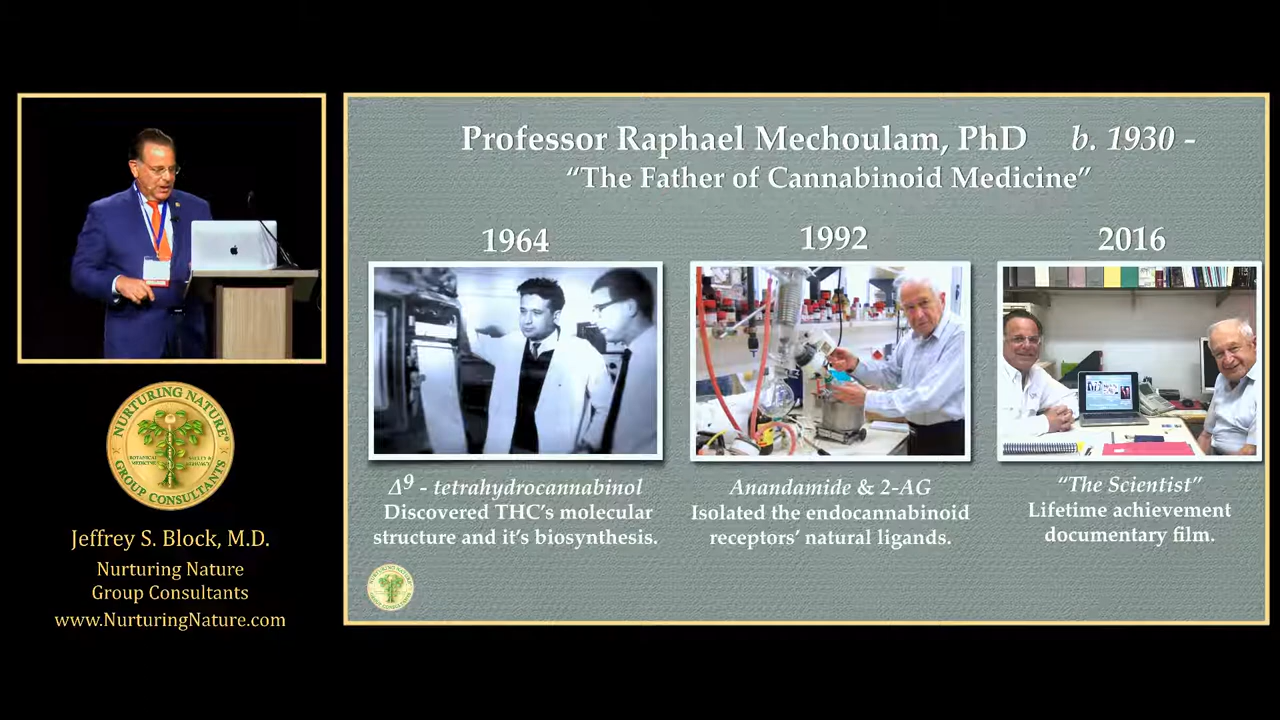 Professor Raphael Mechoulam, PhD b. 1930 -
“The Father of Cannabinoid Medicine”
1964
Δ⁹ - tetrahydrocannabinol
Discovered THC’s molecular
structure and it’s biosynthesis.
1992
Anandamide & 2-AG
Isolated the endocannabinoid
receptors’ natural ligands.
2016
“The Scientist”
Lifetime achievement
documentary film.
NURTURING NATURE®
BOTANICAL
MEDICINES
GROUP CONSULTANTS
Jeffrey S. Block, M.D.
Nurturing Nature
Group Consultants
www.NurturingNature.com